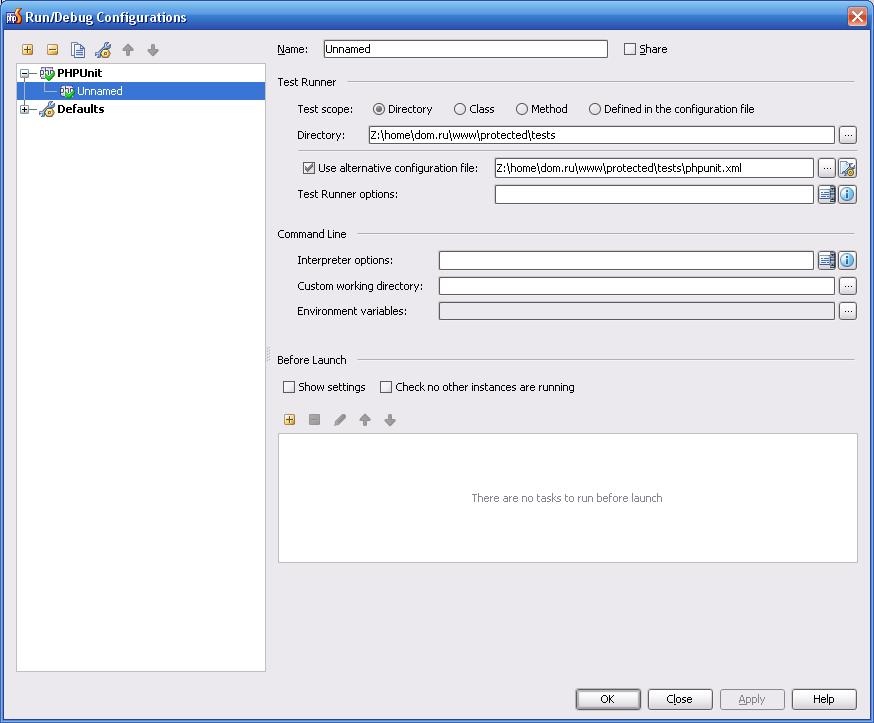 Run/Debug Configurations
Name: Unnamed Share
PHPUnit
Unnamed
Defaults
Test Runner
Test scope: Directory Class Method Defined in the configuration file
Directory: Z:\home\dom.ru\www\protected\tests ...
Use alternative configuration file: Z:\home\dom.ru\www\protected\tests\phpunit.xml ...
Test Runner options:
Command Line
Interpreter options:
Custom working directory: ...
Environment variables: ...
Before Launch
Show settings Check no other instances are running
There are no tasks to run before launch
OK Close Apply Help